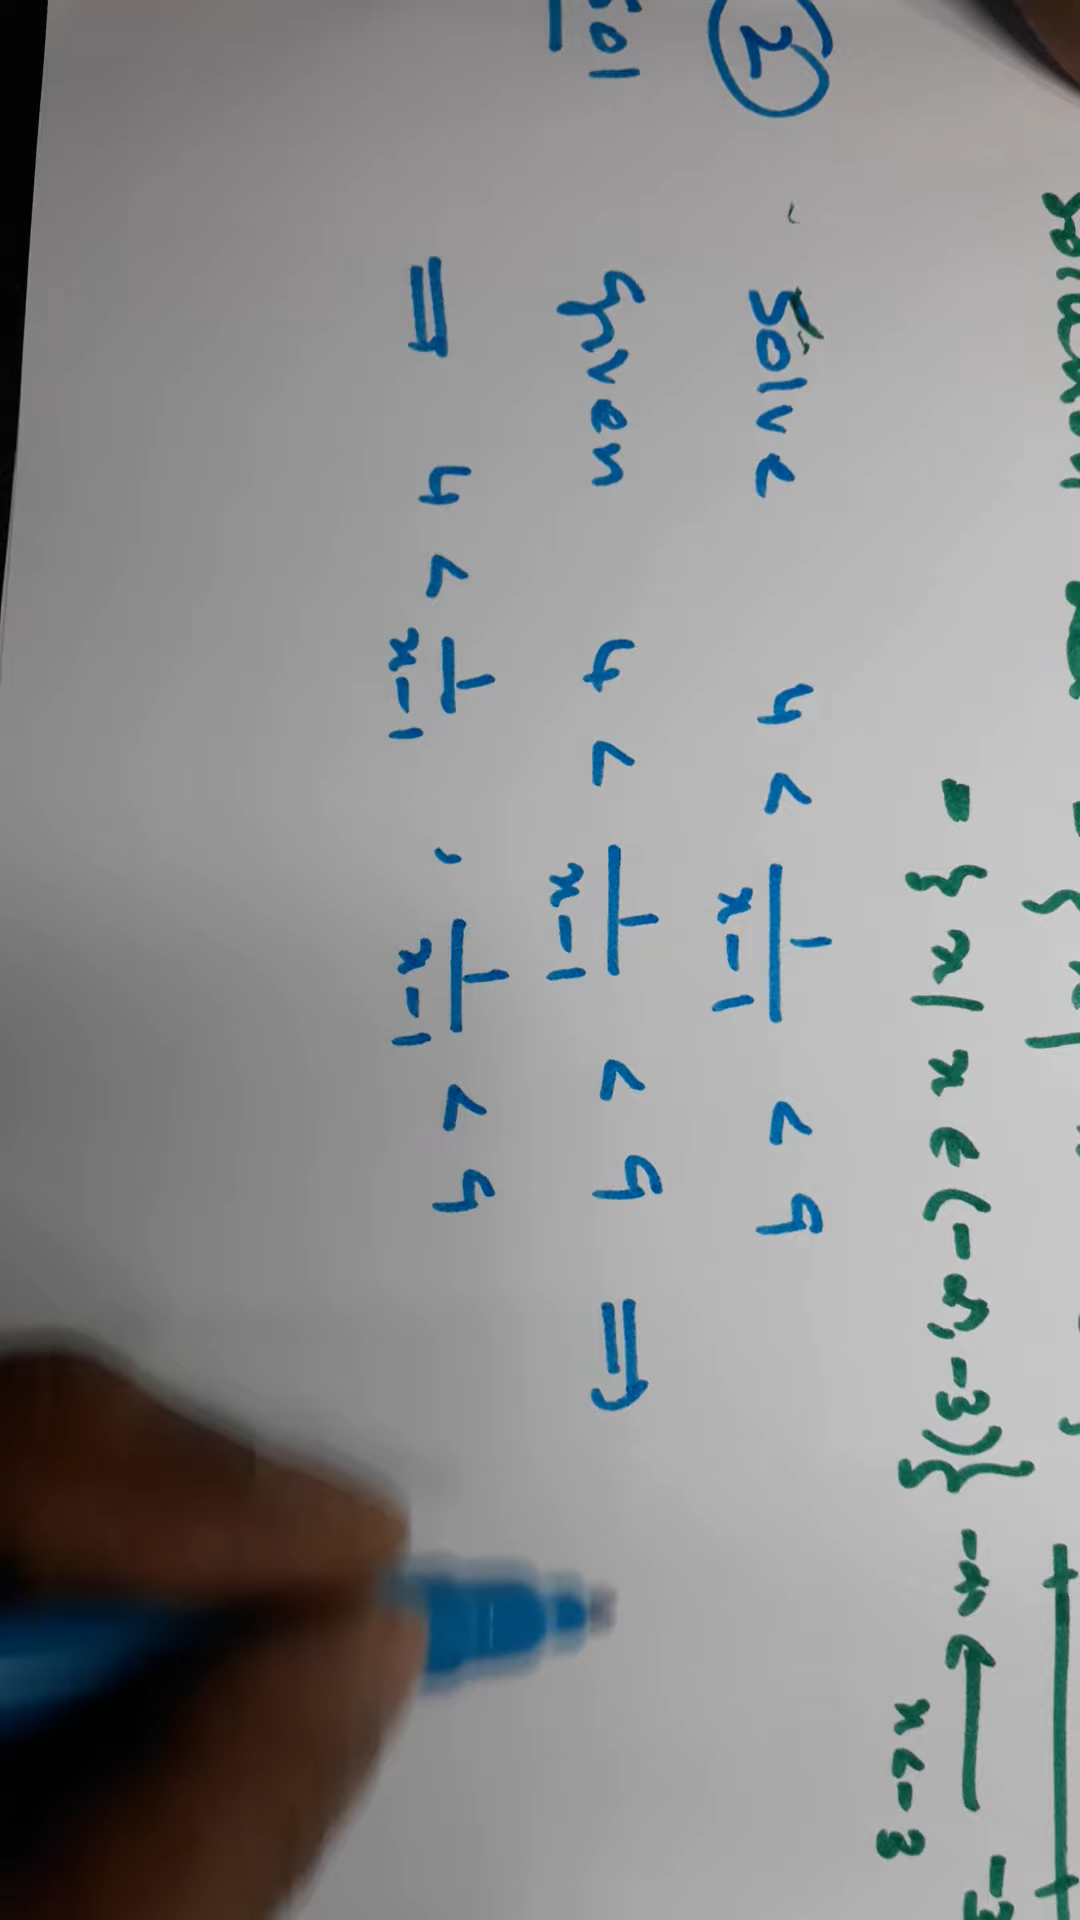 = { x | x ∈ (-∞, -3) }
x < -3
② Solve 4 < 1/(x-1) < 9
Sol Given 4 < 1/(x-1) < 9 ⇒
⇒ 4 < 1/(x-1) , 1/(x-1) < 9